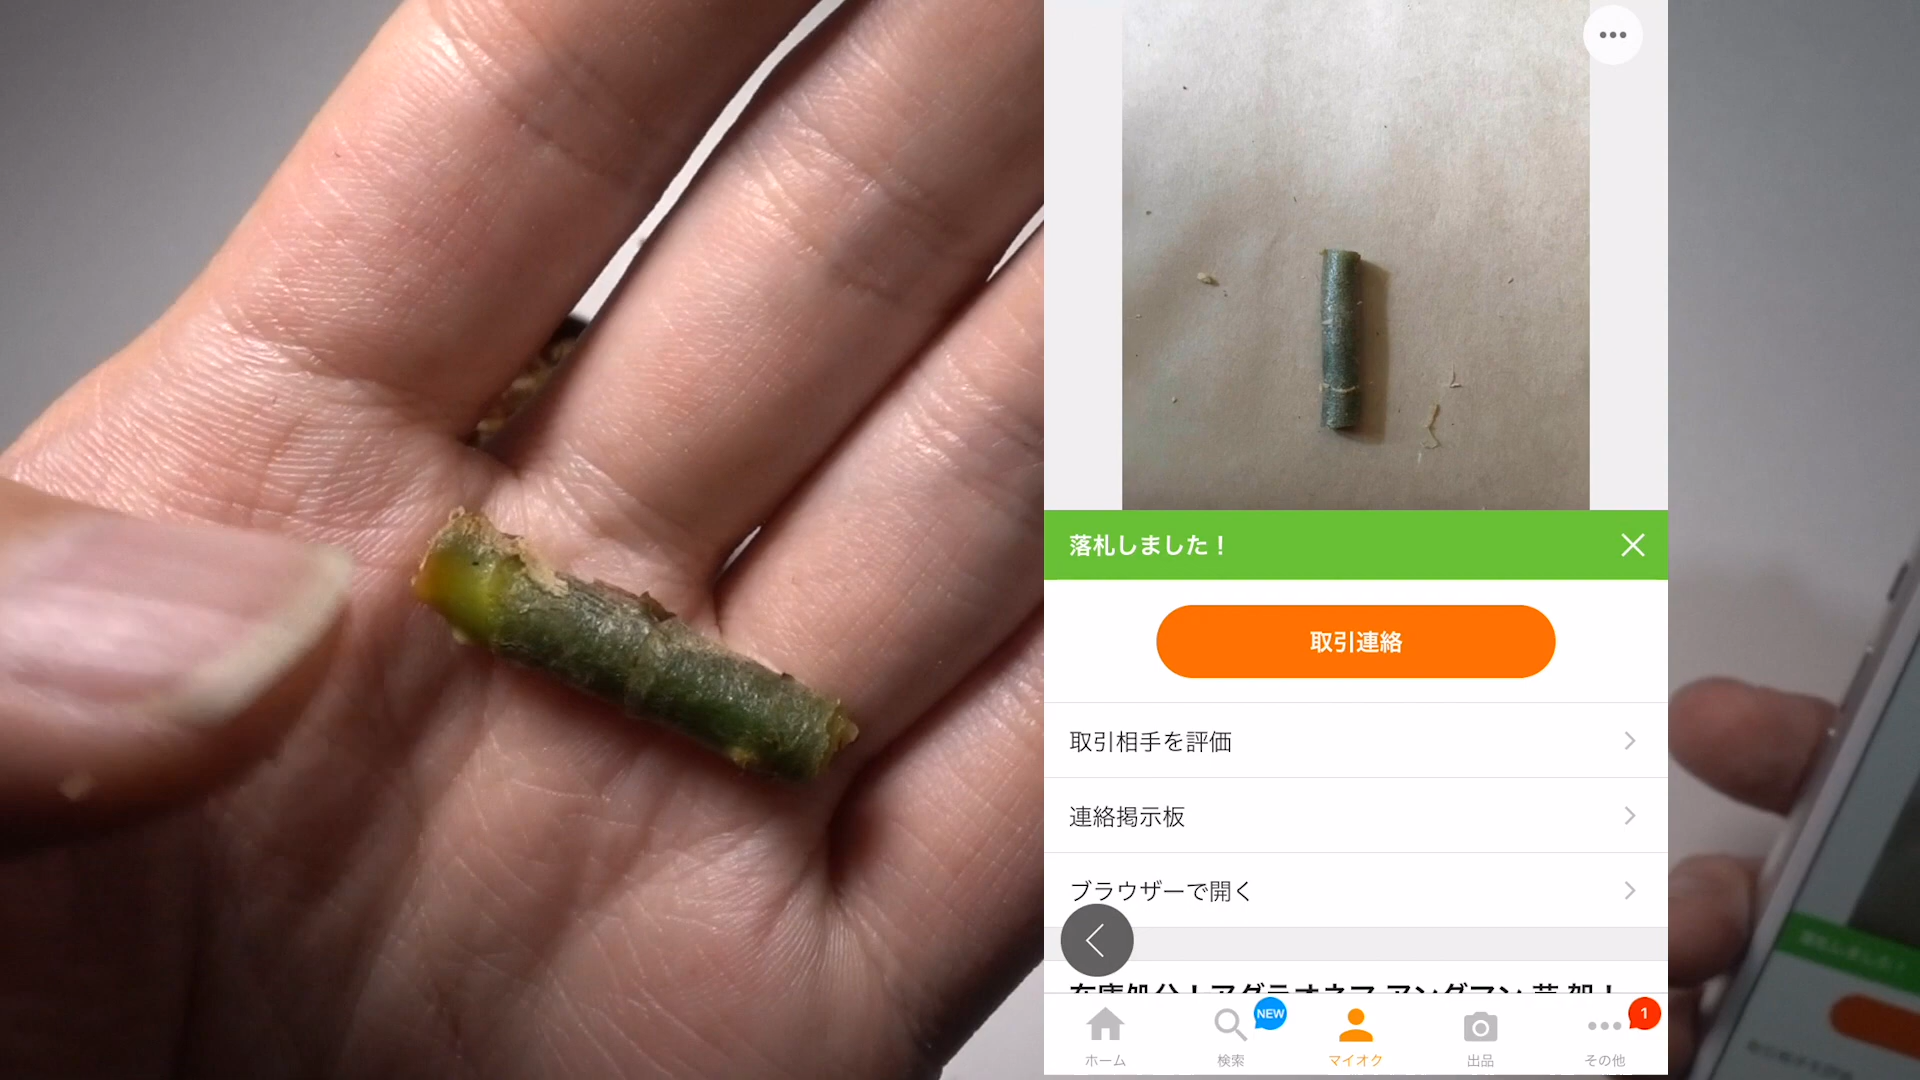 落札しました！
取引連絡
取引相手を評価
連絡掲示板
ブラウザーで開く
NEW
1
ホーム
検索
マイオク
出品
その他